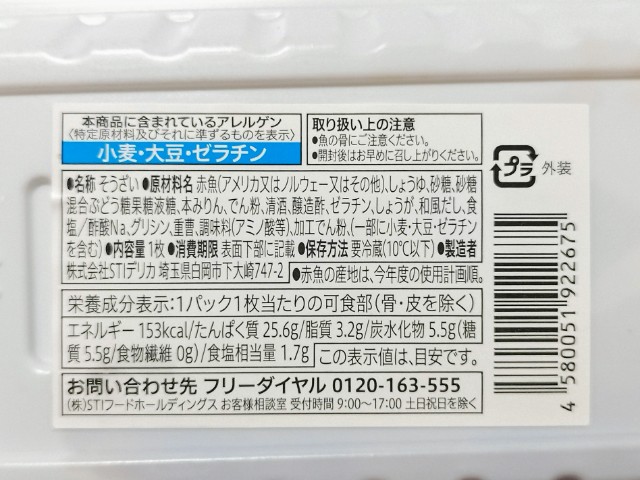 本商品に含まれているアレルゲン
〈特定原材料及びそれに準ずるものを表示〉
小麦・大豆・ゼラチン
取り扱い上の注意
●魚の骨にご注意ください。
●開封後はお早めに召し上がりください。
プラ 外装
●名称 そうざい ●原材料名 赤魚(アメリカ又はノルウェー又はその他)、しょうゆ、砂糖、砂糖
混合ぶどう糖果糖液糖、本みりん、でん粉、清酒、醸造酢、ゼラチン、しょうが、和風だし、食
塩／酢酸Na、グリシン、重曹、調味料(アミノ酸等)、加工でん粉、(一部に小麦・大豆・ゼラチン
を含む) ●内容量 1枚 ●消費期限 表面下部に記載 ●保存方法 要冷蔵(10℃以下) ●製造者
株式会社STIデリカ 埼玉県白岡市下大崎747-2 ●赤魚の産地は、今年度の使用計画順。
栄養成分表示：1パック1枚当たりの可食部(骨・皮を除く)
エネルギー 153kcal/たんぱく質 25.6g/脂質 3.2g/炭水化物 5.5g(糖
質 5.5g/食物繊維 0g)/食塩相当量 1.7g この表示値は、目安です。
お問い合わせ先 フリーダイヤル 0120-163-555
(株)STIフードホールディングス お客様相談室 受付時間 9:00～17:00 土日祝日を除く
4 580051 922675